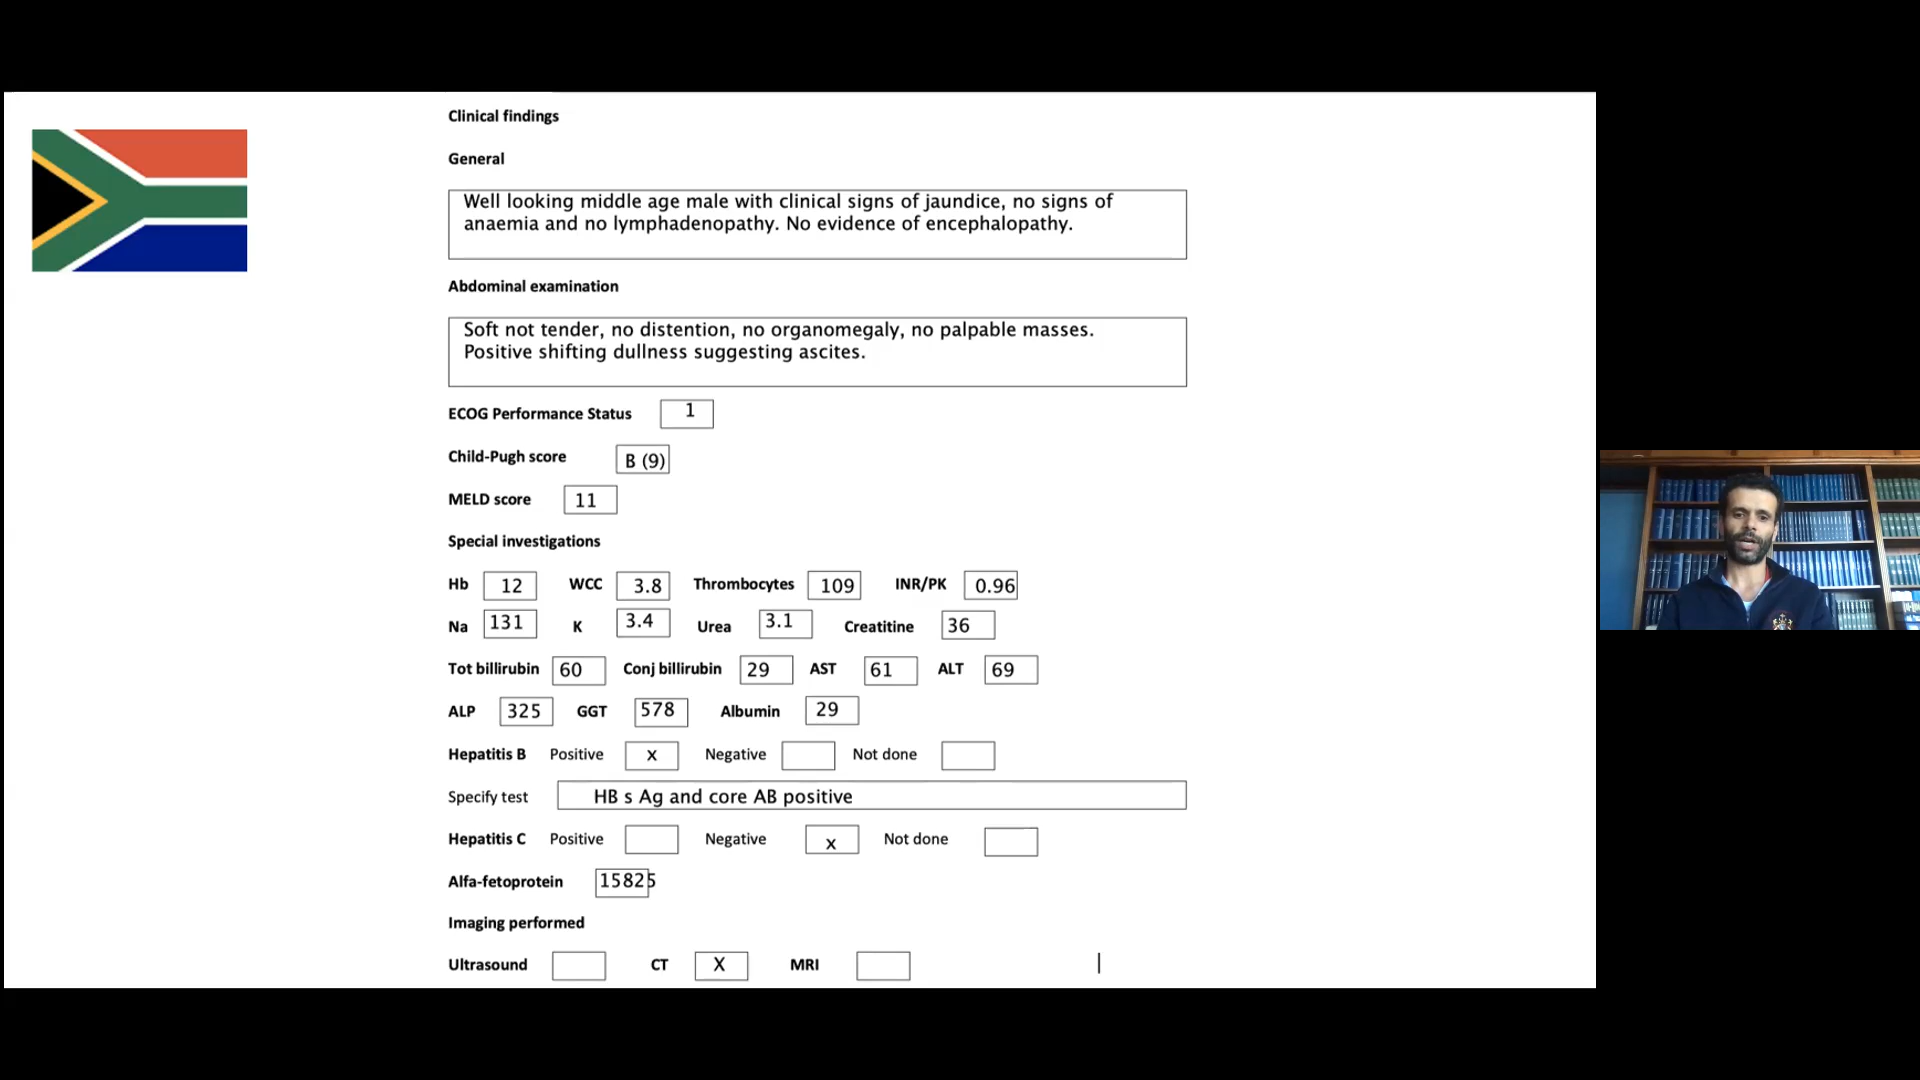 Clinical findings
General
Well looking middle age male with clinical signs of jaundice, no signs of
anaemia and no lymphadenopathy. No evidence of encephalopathy.
Abdominal examination
Soft not tender, no distention, no organomegaly, no palpable masses.
Positive shifting dullness suggesting ascites.
ECOG Performance Status 1
Child-Pugh score B (9)
MELD score 11
Special investigations
Hb 12 WCC 3.8 Thrombocytes 109 INR/PK 0.96
Na 131 K 3.4 Urea 3.1 Creatitine 36
Tot billirubin 60 Conj billirubin 29 AST 61 ALT 69
ALP 325 GGT 578 Albumin 29
Hepatitis B Positive x Negative Not done
Specify test HB s Ag and core AB positive
Hepatitis C Positive Negative x Not done
Alfa-fetoprotein 15825
Imaging performed
Ultrasound CT X MRI